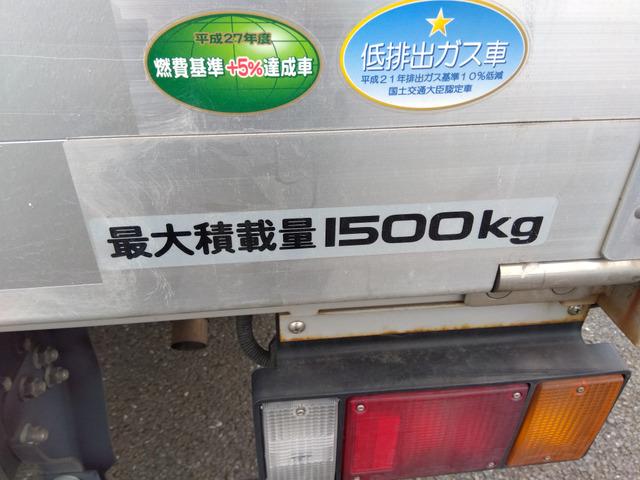 平成27年度
燃費基準+5%達成車
低排出ガス車
平成21年排出ガス基準10%低減
国土交通大臣認定車
最大積載量1500kg